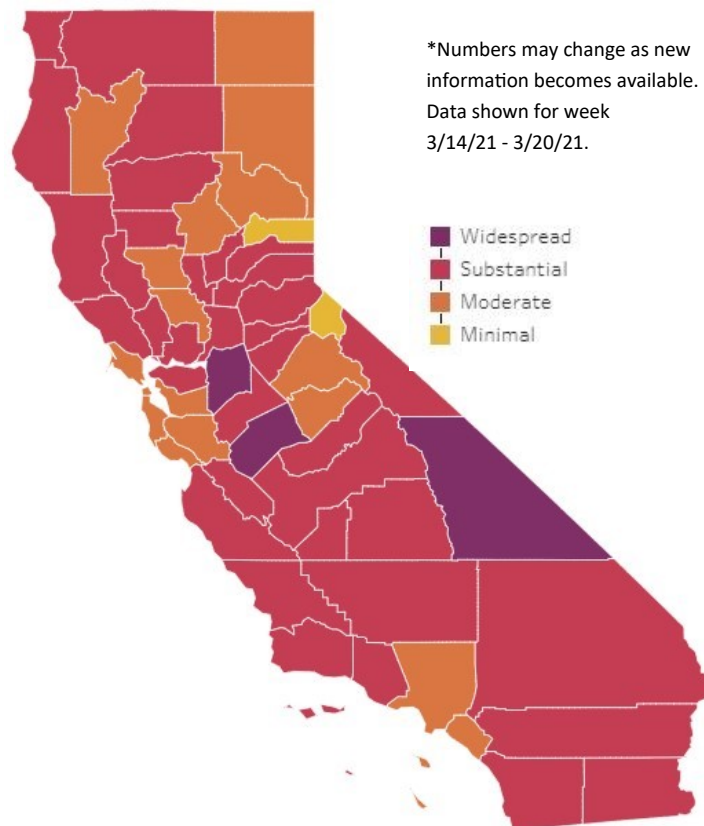 *Numbers may change as new
information becomes available.
Data shown for week
3/14/21 - 3/20/21.
Widespread
Substantial
Moderate
Minimal